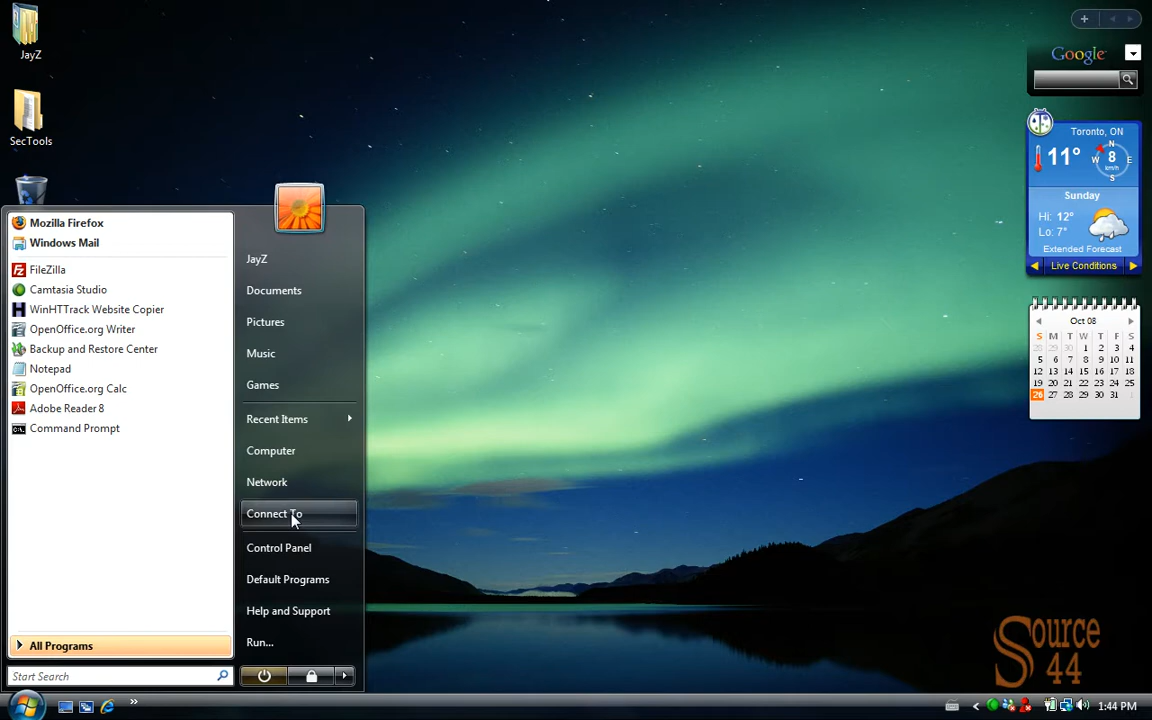 JayZ
SecTools
Mozilla Firefox
Windows Mail
FileZilla
Camtasia Studio
WinHTTrack Website Copier
OpenOffice.org Writer
Backup and Restore Center
Notepad
OpenOffice.org Calc
Adobe Reader 8
Command Prompt
All Programs
Start Search
JayZ
Documents
Pictures
Music
Games
Recent Items
Computer
Network
Connect To
Control Panel
Default Programs
Help and Support
Run...
Google
Toronto, ON
11°
N
W 8 E
km/h
S
Sunday
Hi: 12°
Lo: 7°
Extended Forecast
Live Conditions
Oct 08
S M T W T F S
28 29 30 1 2 3 4
5 6 7 8 9 10 11
12 13 14 15 16 17 18
19 20 21 22 23 24 25
26 27 28 29 30 31 1
Source
44
1:44 PM